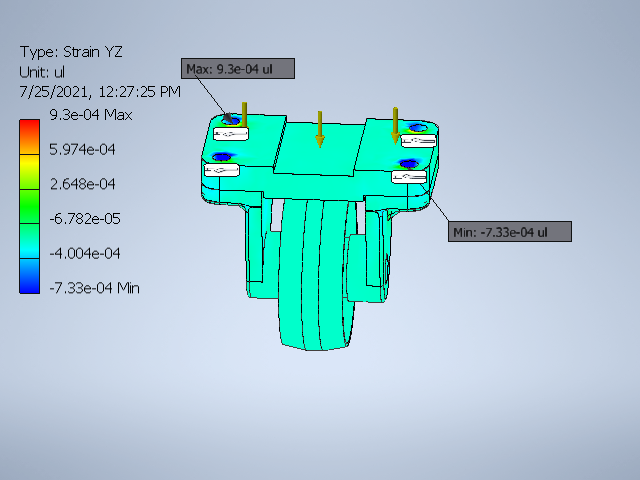 Type: Strain YZ
Unit: ul
7/25/2021, 12:27:25 PM
9.3e-04 Max
5.974e-04
2.648e-04
-6.782e-05
-4.004e-04
-7.33e-04 Min
Max: 9.3e-04 ul
Min: -7.33e-04 ul